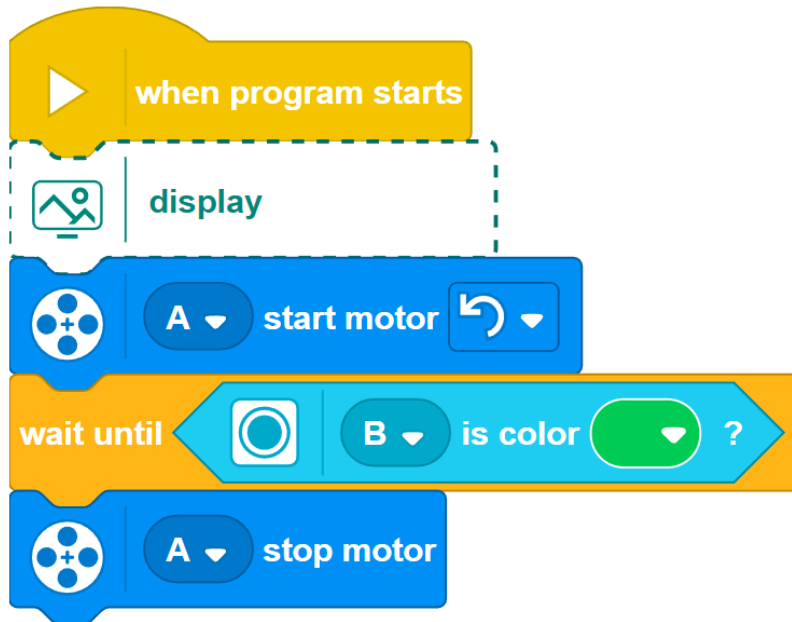 when program starts
display
A start motor
wait until B is color ?
A stop motor